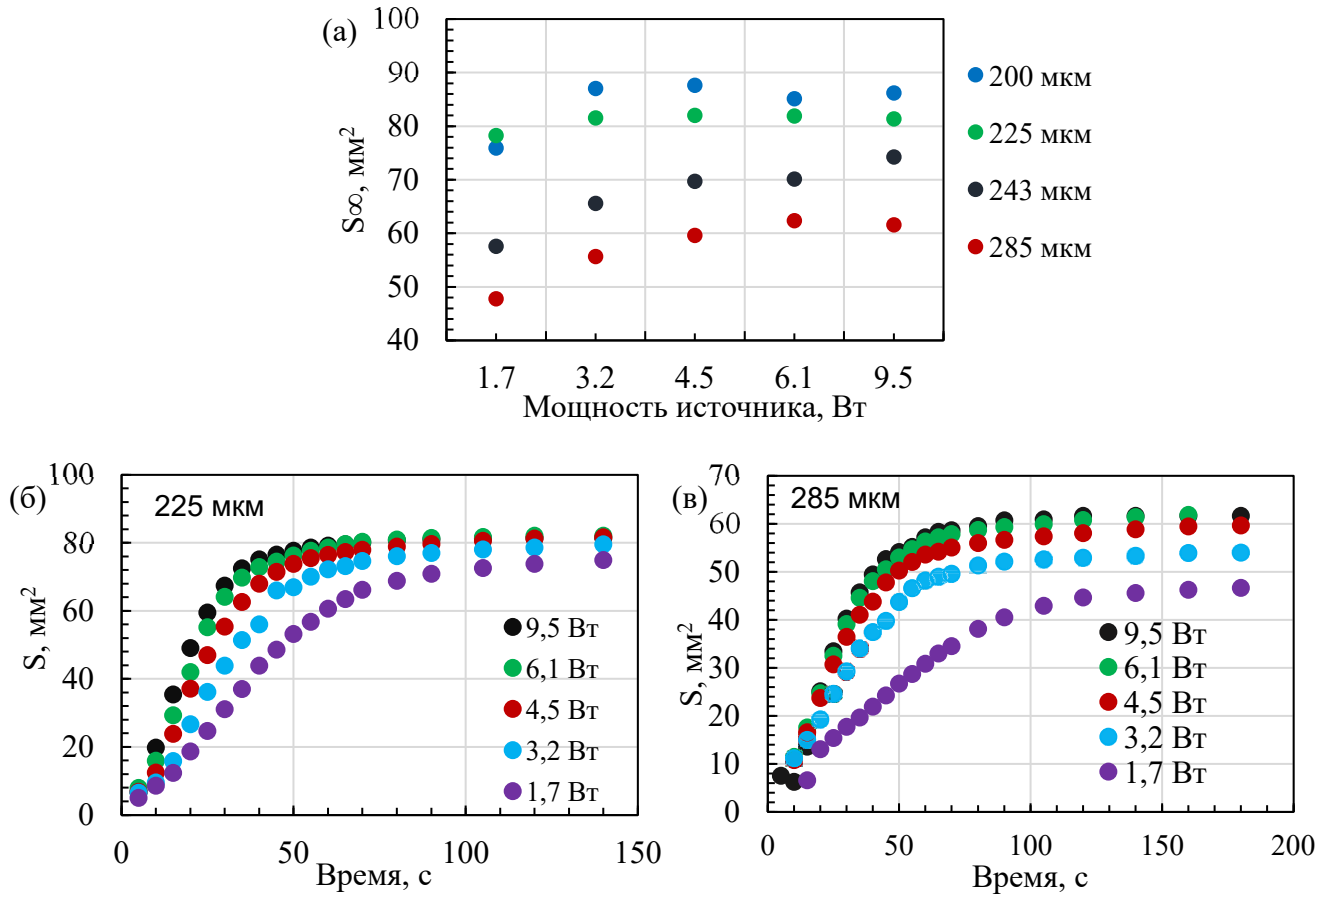 (а)
S∞, мм²
100
90
80
70
60
50
40
1.7 3.2 4.5 6.1 9.5
Мощность источника, Вт
200 мкм
225 мкм
243 мкм
285 мкм
(б)
225 мкм
S, мм²
100
80
60
40
20
0
0 50 100 150
Время, с
9,5 Вт
6,1 Вт
4,5 Вт
3,2 Вт
1,7 Вт
(в)
285 мкм
S, мм²
70
60
50
40
30
20
10
0
0 50 100 150 200
Время, с
9,5 Вт
6,1 Вт
4,5 Вт
3,2 Вт
1,7 Вт